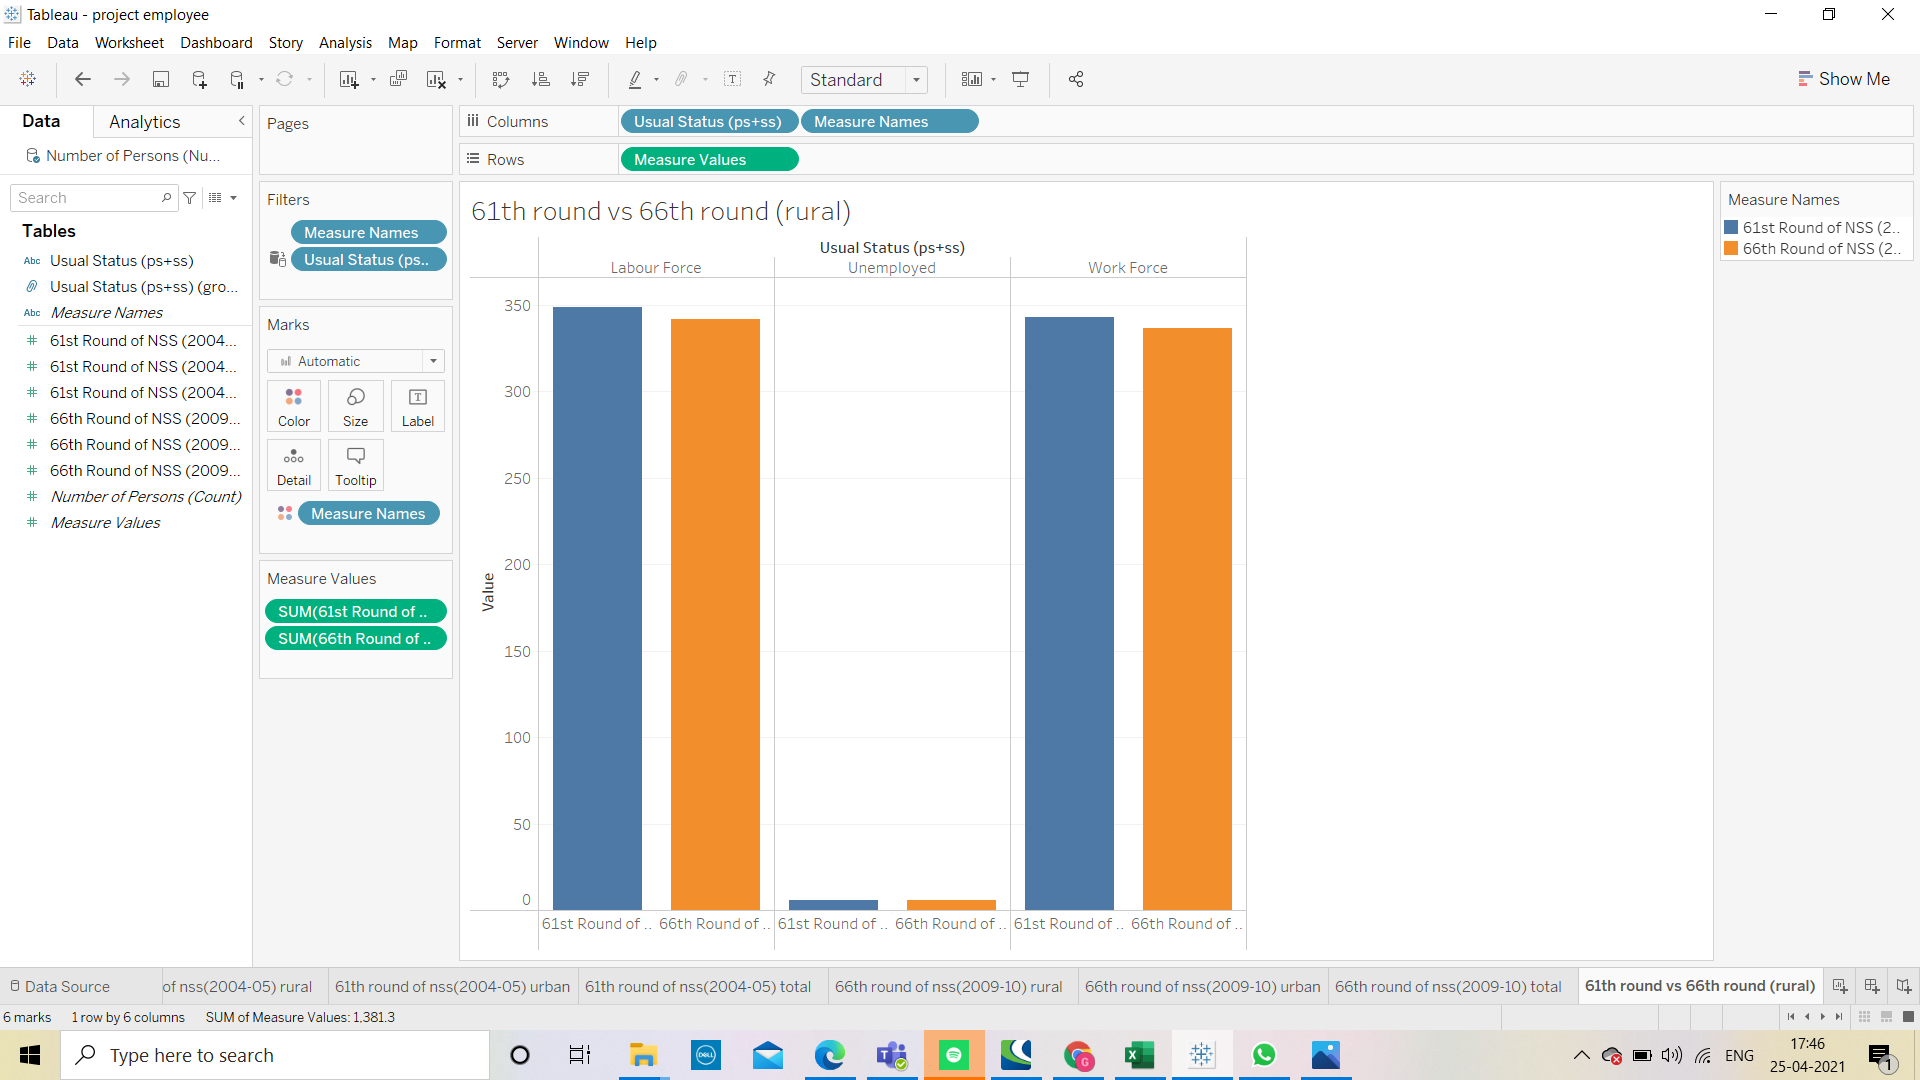 Tableau - project employee
File Data Worksheet Dashboard Story Analysis Map Format Server Window Help
Standard
Show Me
Data Analytics
Number of Persons (Nu...
Search
Tables
Abc Usual Status (ps+ss)
Usual Status (ps+ss) (gro...
Abc Measure Names
61st Round of NSS (2004...
61st Round of NSS (2004...
61st Round of NSS (2004...
66th Round of NSS (2009...
66th Round of NSS (2009...
66th Round of NSS (2009...
Number of Persons (Count)
Measure Values
Pages
Filters
Measure Names
Usual Status (ps..
Marks
Automatic
Color Size Label
Detail Tooltip
Measure Names
Measure Values
SUM(61st Round of ..
SUM(66th Round of ..
Columns Usual Status (ps+ss) Measure Names
Rows Measure Values
61th round vs 66th round (rural)
Usual Status (ps+ss)
Labour Force Unemployed Work Force
350
300
250
200
150
100
50
0
Value
61st Round of .. 66th Round of .. 61st Round of .. 66th Round of .. 61st Round of .. 66th Round of ..
Measure Names
61st Round of NSS (2..
66th Round of NSS (2..
Data Source of nss(2004-05) rural 61th round of nss(2004-05) urban 61th round of nss(2004-05) total 66th round of nss(2009-10) rural 66th round of nss(2009-10) urban 66th round of nss(2009-10) total 61th round vs 66th round (rural)
6 marks 1 row by 6 columns SUM of Measure Values: 1,381.3
Type here to search
DELL
ENG
17:46
25-04-2021
1